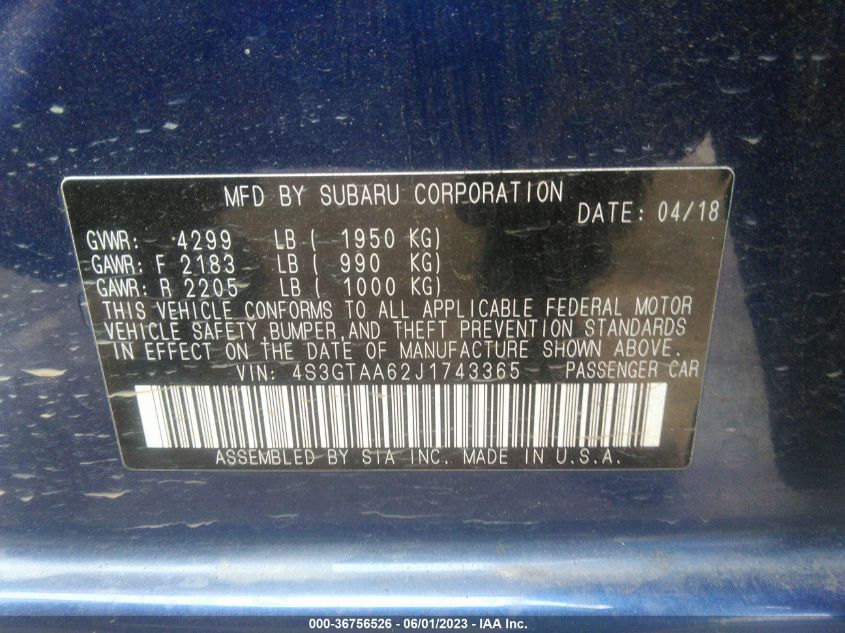 MFD BY SUBARU CORPORATION
DATE: 04/18
GVWR: 4299 LB ( 1950 KG)
GAWR: F 2183 LB ( 990 KG)
GAWR: R 2205 LB ( 1000 KG)
THIS VEHICLE CONFORMS TO ALL APPLICABLE FEDERAL MOTOR
VEHICLE SAFETY,BUMPER,AND THEFT PREVENTION STANDARDS
IN EFFECT ON THE DATE OF MANUFACTURE SHOWN ABOVE.
VIN: 4S3GTAA62J1743365 PASSENGER CAR
ASSEMBLED BY SIA INC. MADE IN U.S.A.
000-36756526 - 06/01/2023 - IAA Inc.